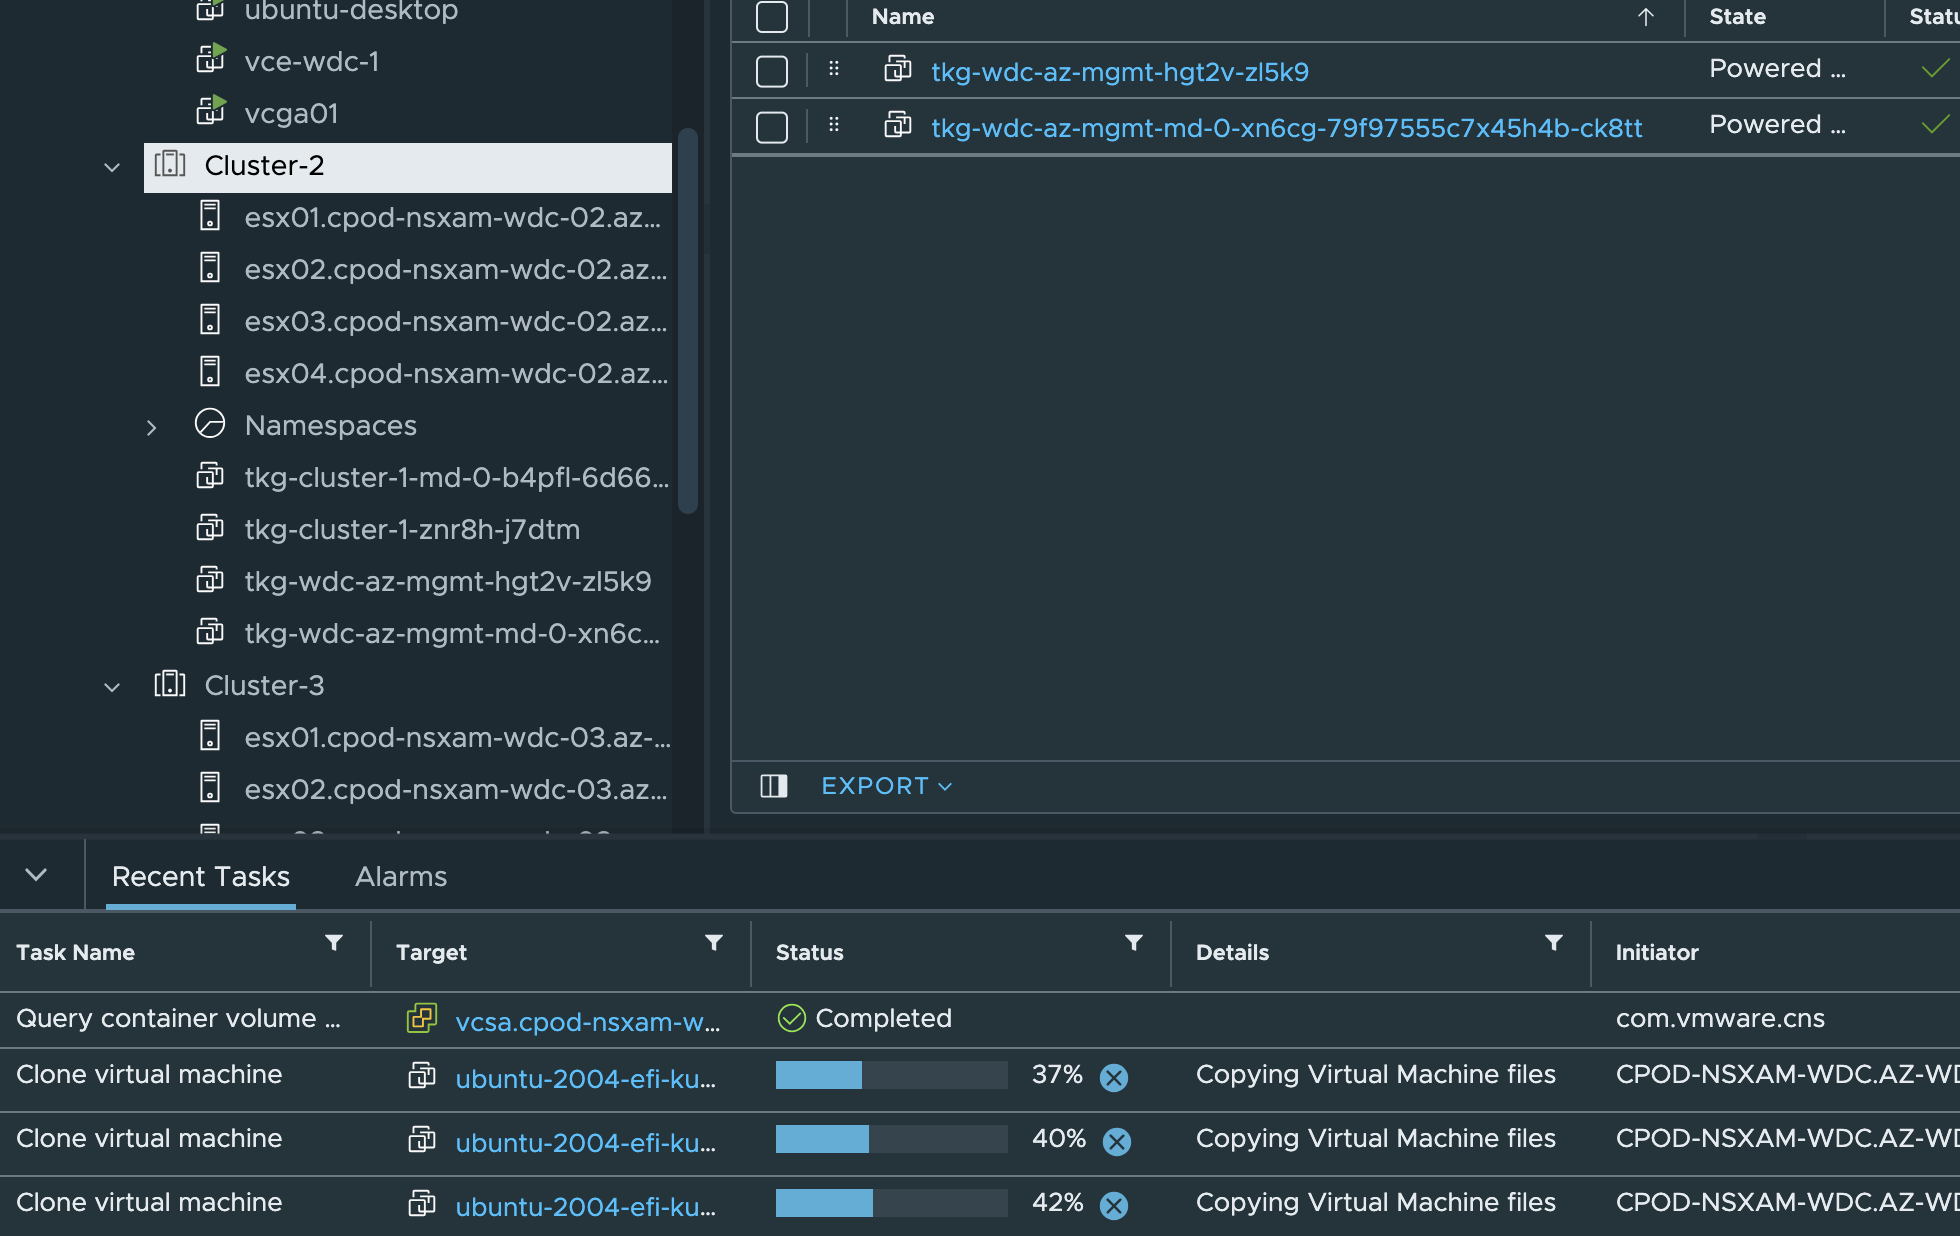 ubuntu-desktop
vce-wdc-1
vcga01
Cluster-2
esx01.cpod-nsxam-wdc-02.az...
esx02.cpod-nsxam-wdc-02.az...
esx03.cpod-nsxam-wdc-02.az...
esx04.cpod-nsxam-wdc-02.az...
Namespaces
tkg-cluster-1-md-0-b4pfl-6d66...
tkg-cluster-1-znr8h-j7dtm
tkg-wdc-az-mgmt-hgt2v-zl5k9
tkg-wdc-az-mgmt-md-0-xn6c...
Cluster-3
esx01.cpod-nsxam-wdc-03.az-...
esx02.cpod-nsxam-wdc-03.az...
Name State Statu
tkg-wdc-az-mgmt-hgt2v-zl5k9 Powered ...
tkg-wdc-az-mgmt-md-0-xn6cg-79f97555c7x45h4b-ck8tt Powered ...
EXPORT
Recent Tasks Alarms
Task Name Target Status Details Initiator
Query container volume ... vcsa.cpod-nsxam-w... Completed com.vmware.cns
Clone virtual machine ubuntu-2004-efi-ku... 37% Copying Virtual Machine files CPOD-NSXAM-WDC.AZ-WD
Clone virtual machine ubuntu-2004-efi-ku... 40% Copying Virtual Machine files CPOD-NSXAM-WDC.AZ-WD
Clone virtual machine ubuntu-2004-efi-ku... 42% Copying Virtual Machine files CPOD-NSXAM-WDC.AZ-WD